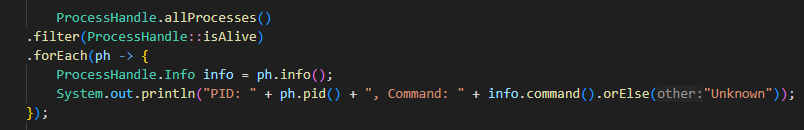 ProcessHandle.allProcesses()
.filter(ProcessHandle::isAlive)
.forEach(ph -> {
ProcessHandle.Info info = ph.info();
System.out.println("PID: " + ph.pid() + ", Command: " + info.command().orElse(other:"Unknown"));
});